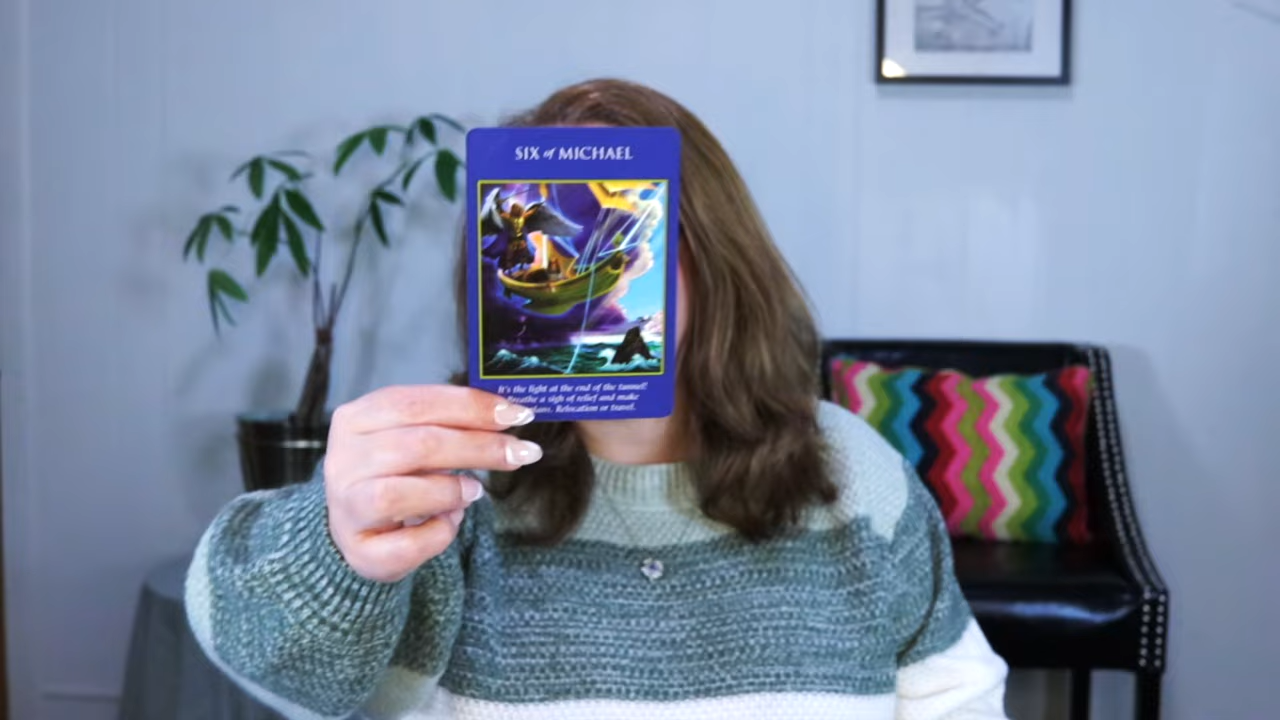 SIX of MICHAEL
It's the light at the end of the tunnel!
Breathe a sigh of relief and make
plans. Relocation or travel.